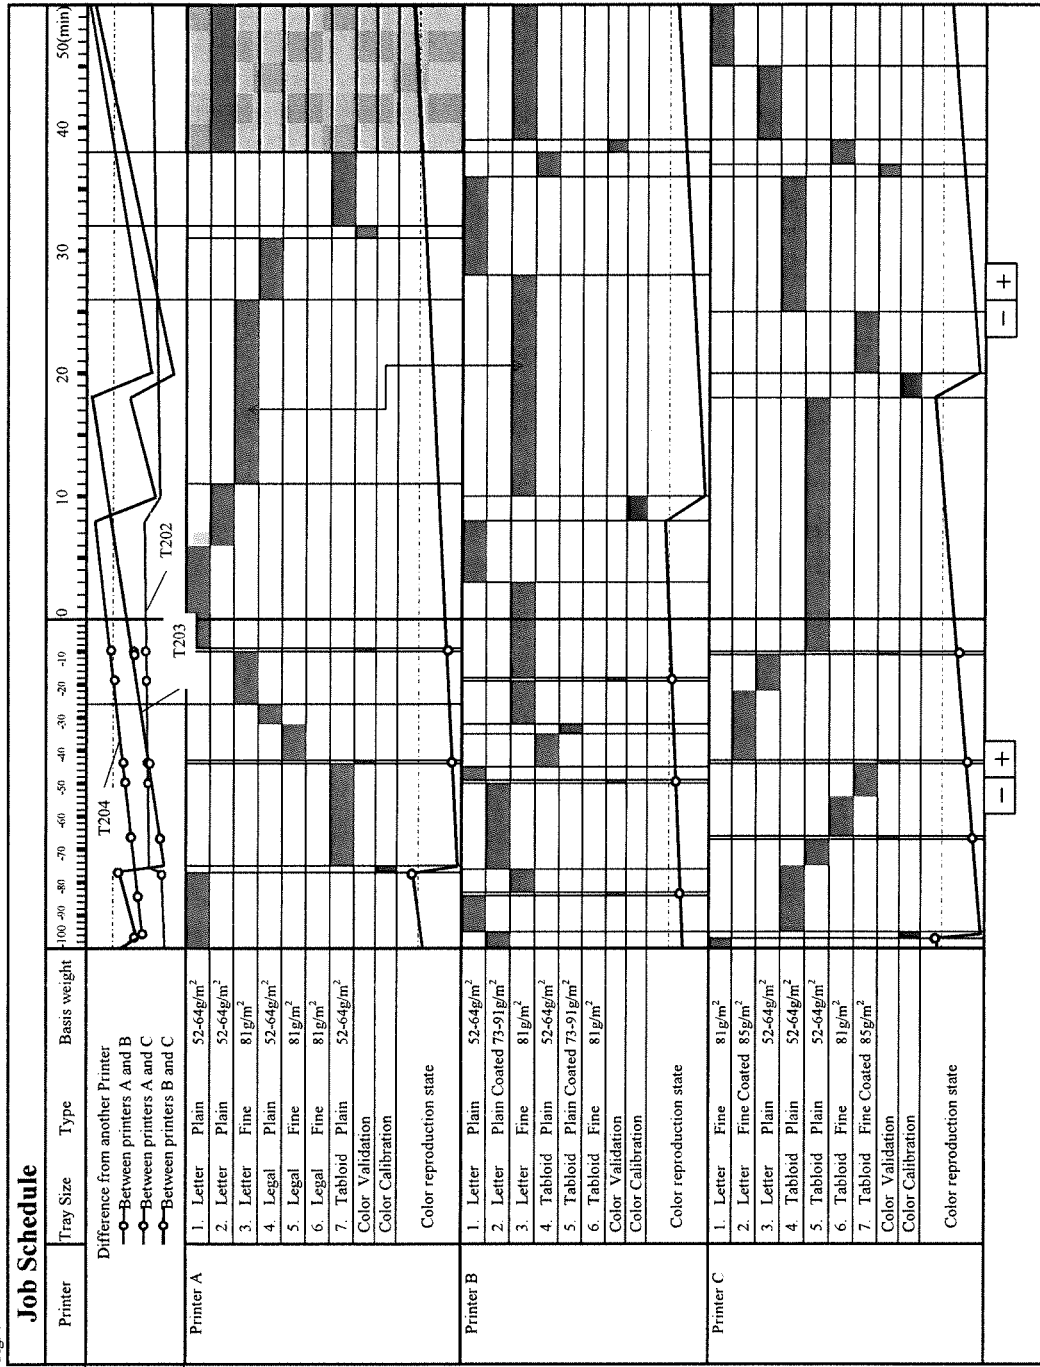 Job Schedule
Printer Tray Size Type Basis weight -100 -90 -80 -70 -60 -50 -40 -30 -20 -10 0 10 20 30 40 50(min)
Difference from another Printer
Between printers A and B
Between printers A and C
Between printers B and C
T204
T203
T202
Printer A
1. Letter Plain 52-64g/m²
2. Letter Plain 52-64g/m²
3. Letter Fine 81g/m²
4. Legal Plain 52-64g/m²
5. Legal Fine 81g/m²
6. Legal Fine 81g/m²
7. Tabloid Plain 52-64g/m²
Color Validation
Color Calibration
Color reproduction state
Printer B
1. Letter Plain 52-64g/m²
2. Letter Plain Coated 73-91g/m²
3. Letter Fine 81g/m²
4. Tabloid Plain 52-64g/m²
5. Tabloid Plain Coated 73-91g/m²
6. Tabloid Fine 81g/m²
Color Validation
Color Calibration
Color reproduction state
Printer C
1. Letter Fine 81g/m²
2. Letter Fine Coated 85g/m²
3. Letter Plain 52-64g/m²
4. Tabloid Plain 52-64g/m²
5. Tabloid Plain 52-64g/m²
6. Tabloid Fine 81g/m²
7. Tabloid Fine Coated 85g/m²
Color Validation
Color Calibration
Color reproduction state
− +
− +